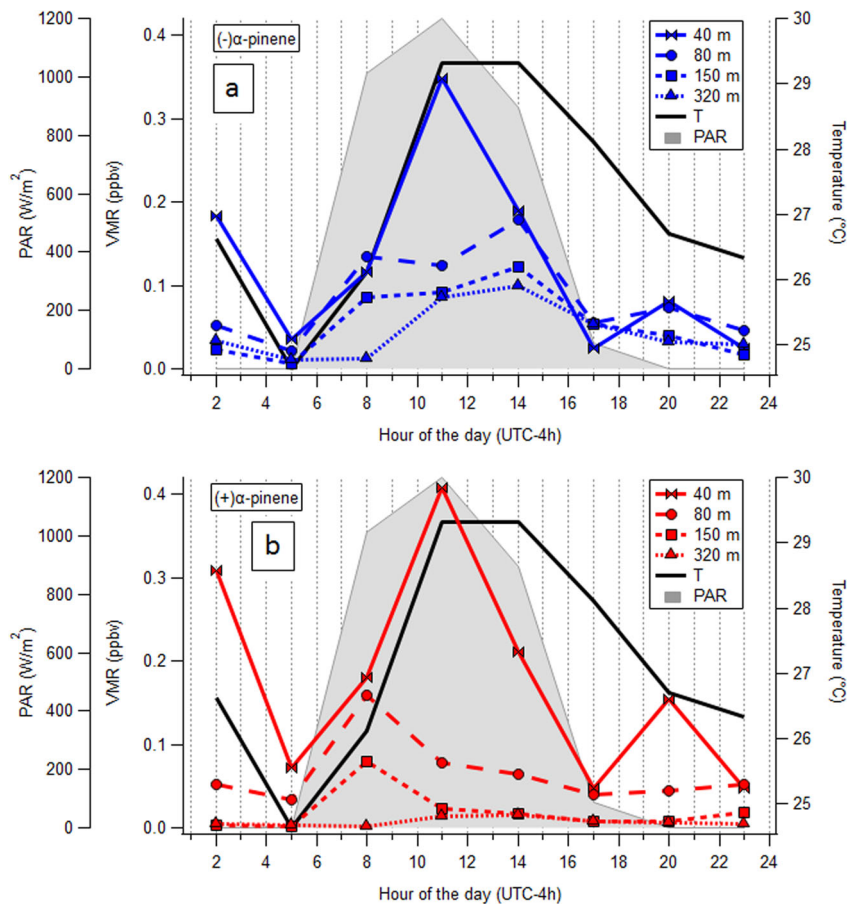 (-)α-pinene
a
40 m
80 m
150 m
320 m
T
PAR
1200
1000
800
600
400
200
0
PAR (W/m²)
0.4
0.3
0.2
0.1
0.0
VMR (ppbv)
30
29
28
27
26
25
Temperature (°C)
2 4 6 8 10 12 14 16 18 20 22 24
Hour of the day (UTC-4h)
(+)α-pinene
b
40 m
80 m
150 m
320 m
T
PAR
1200
1000
800
600
400
200
0
PAR (W/m²)
0.4
0.3
0.2
0.1
0.0
VMR (ppbv)
30
29
28
27
26
25
Temperature (°C)
2 4 6 8 10 12 14 16 18 20 22 24
Hour of the day (UTC-4h)